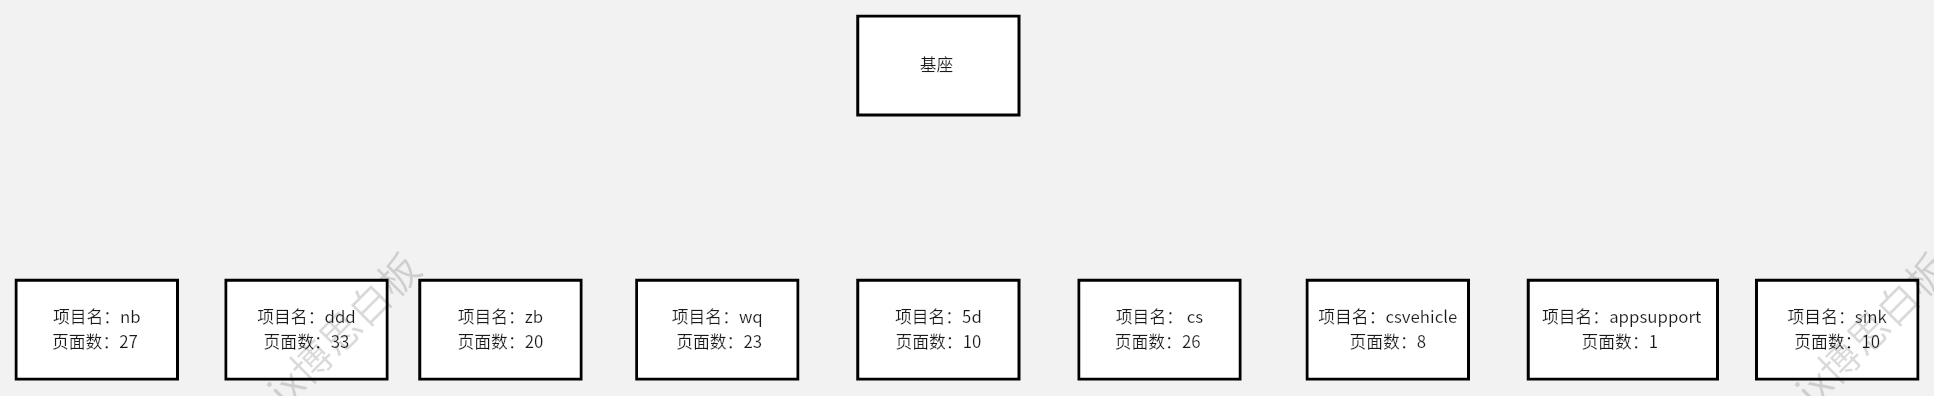 基座
项目名：nb
页面数：27
项目名：ddd
页面数：33
项目名：zb
页面数：20
项目名：wq
页面数：23
项目名：5d
页面数：10
项目名： cs
页面数：26
项目名：csvehicle
页面数：8
项目名：appsupport
页面数：1
项目名：sink
页面数：10
ix博思白板
ix博思白板